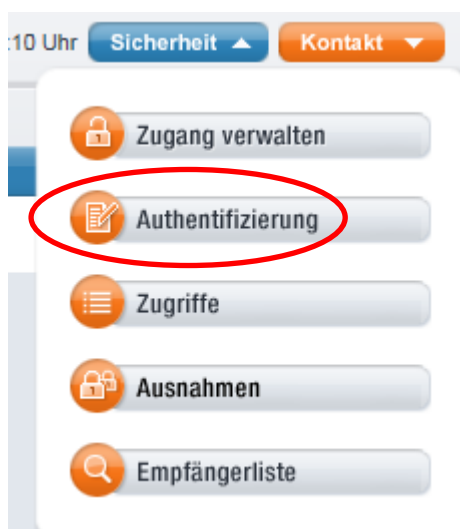 :10 Uhr Sicherheit Kontakt
Zugang verwalten
Authentifizierung
Zugriffe
Ausnahmen
Empfängerliste